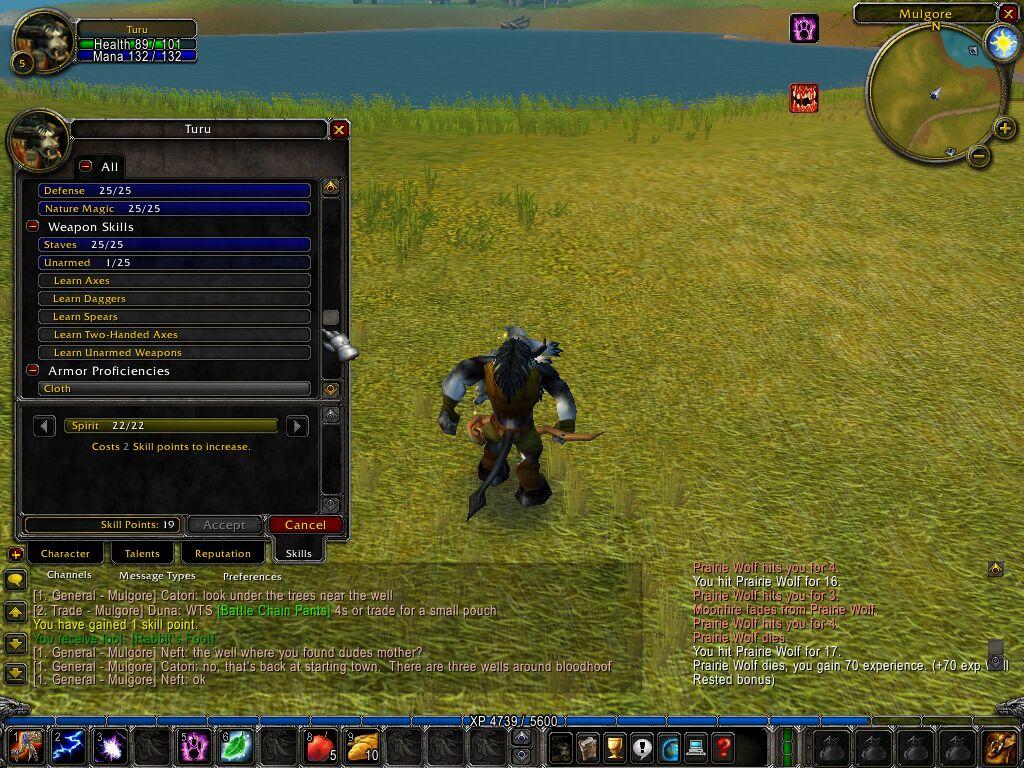 Turu
Health 89 / 101
Mana 132 / 132
5
Mulgore
N
Turu
All
Defense 25/25
Nature Magic 25/25
Weapon Skills
Staves 25/25
Unarmed 1/25
Learn Axes
Learn Daggers
Learn Spears
Learn Two-Handed Axes
Learn Unarmed Weapons
Armor Proficiencies
Cloth
Spirit 22/22
Costs 2 Skill points to increase.
Skill Points: 19
Accept
Cancel
Character
Talents
Reputation
Skills
Channels
Message Types
Preferences
[1. General - Mulgore] Catori: look under the trees near the well
[2. Trade - Mulgore] Duna: WTS [Battle Chain Pants] 4s or trade for a small pouch
You have gained 1 skill point.
You receive loot: [Rabbit's Foot]
[1. General - Mulgore] Neft: the well where you found dudes mother?
[1. General - Mulgore] Catori: no, that's back at starting town. There are three wells around bloodhoof
[1. General - Mulgore] Neft: ok
Prairie Wolf hits you for 4.
You hit Prairie Wolf for 16.
Prairie Wolf hits you for 3.
Moonfire fades from Prairie Wolf.
Prairie Wolf hits you for 4.
Prairie Wolf dies.
You hit Prairie Wolf for 17.
Prairie Wolf dies, you gain 70 experience. (+70 exp
Rested bonus)
XP 4739 / 5600
1
2
3
5
6
8
5
9
10